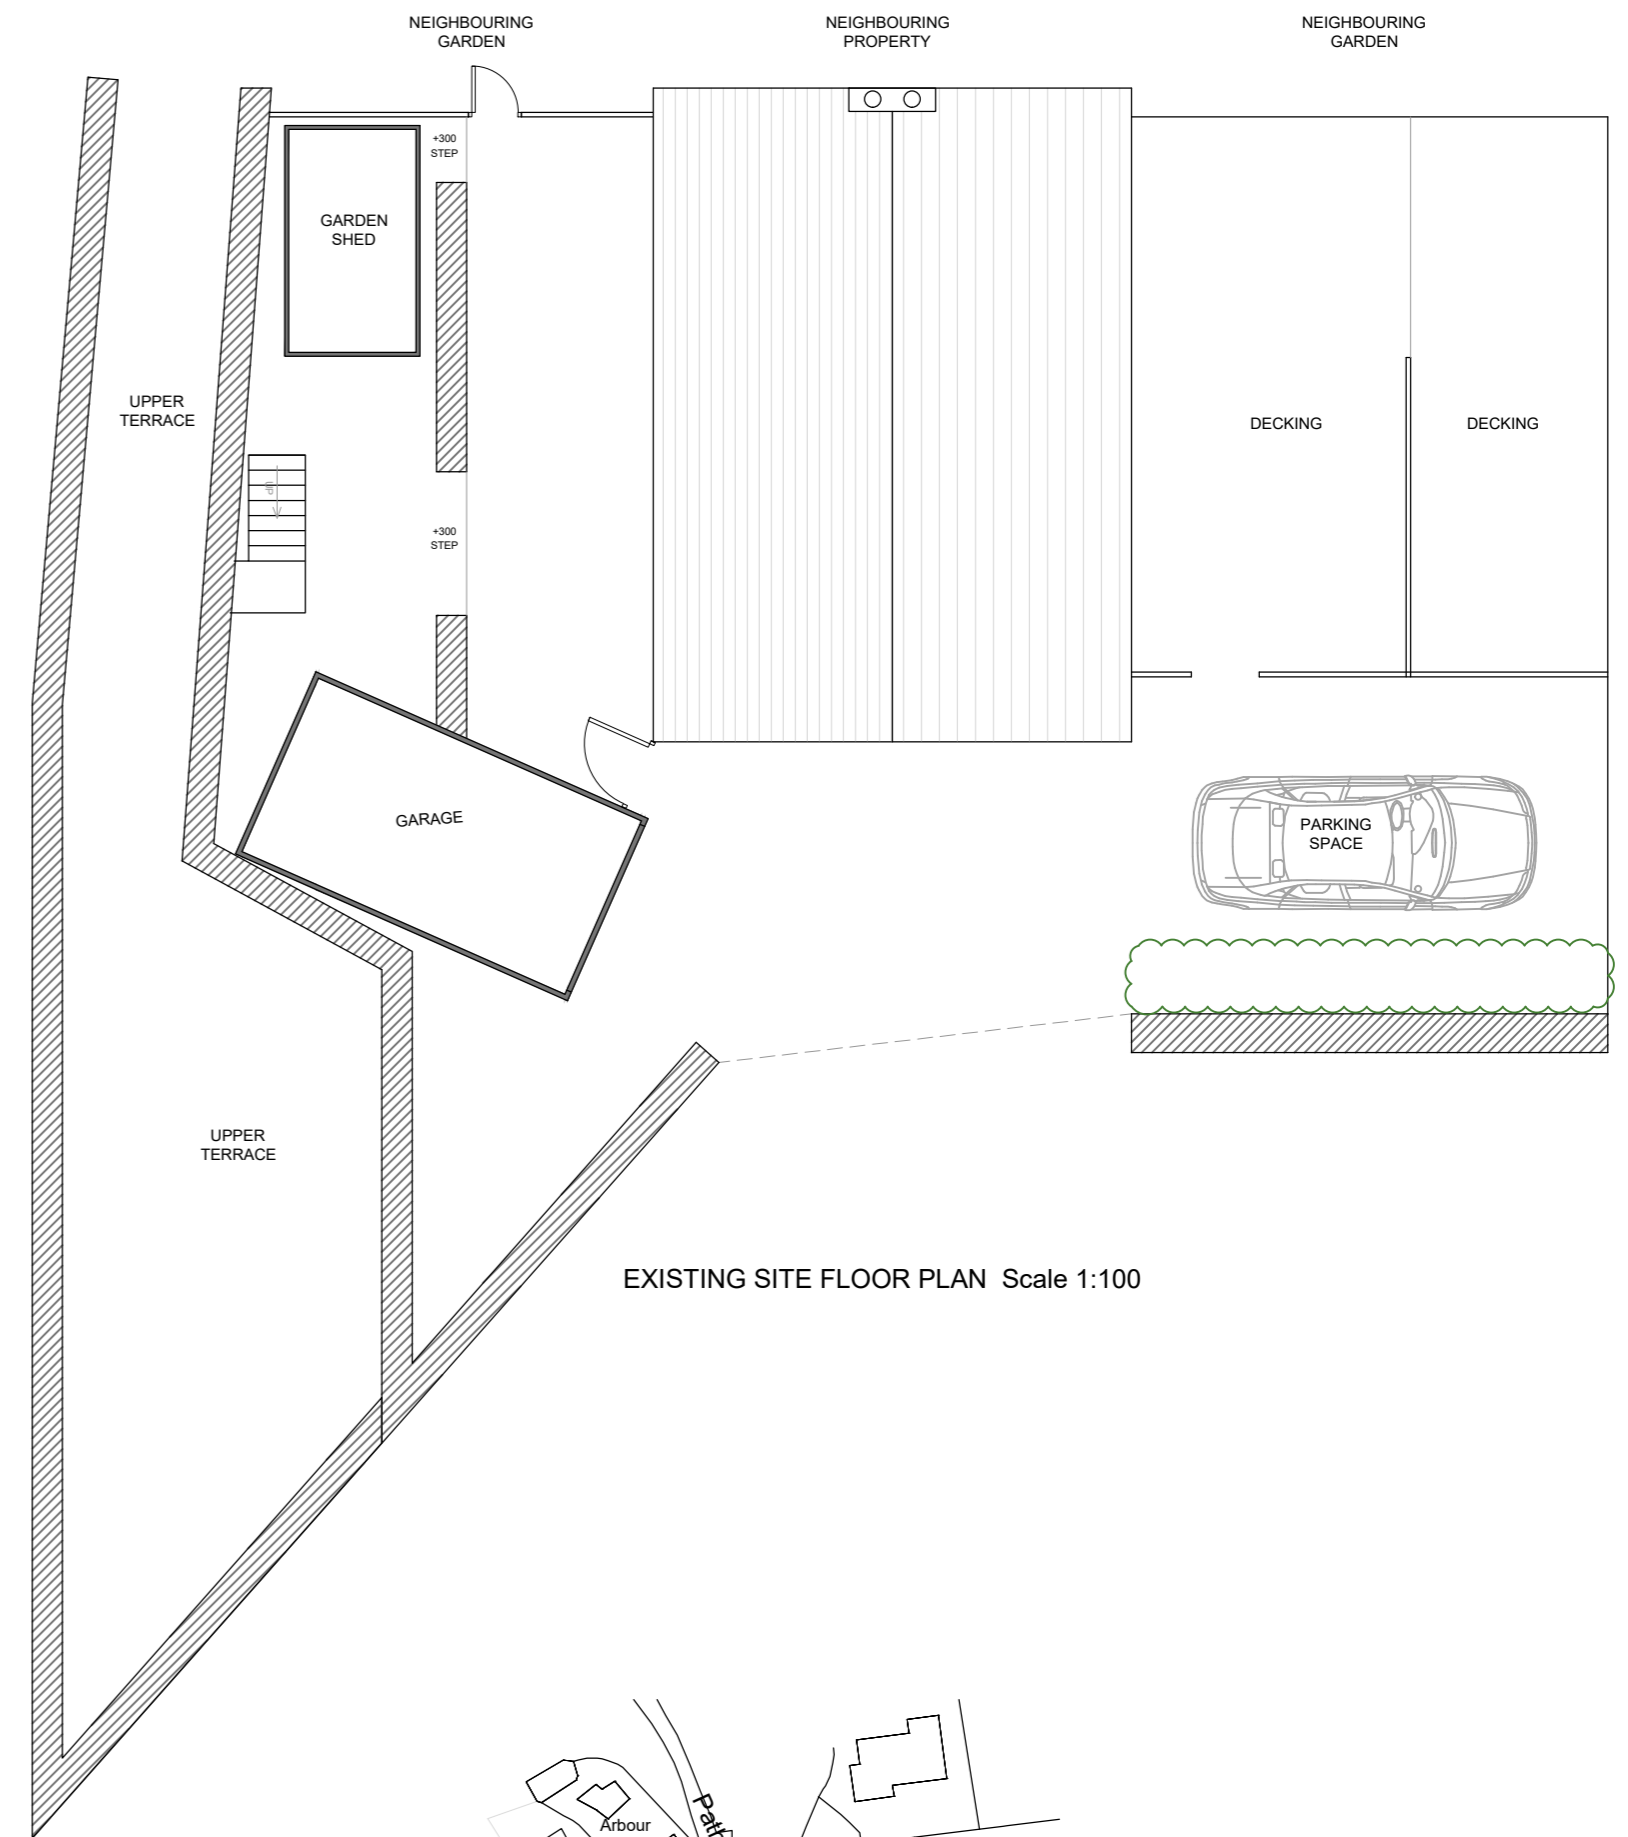 NEIGHBOURING
GARDEN
NEIGHBOURING
PROPERTY
NEIGHBOURING
GARDEN
+300
STEP
GARDEN
SHED
UPPER
TERRACE
DECKING
DECKING
UP
+300
STEP
GARAGE
PARKING
SPACE
UPPER
TERRACE
EXISTING SITE FLOOR PLAN Scale 1:100
Path
Arbour